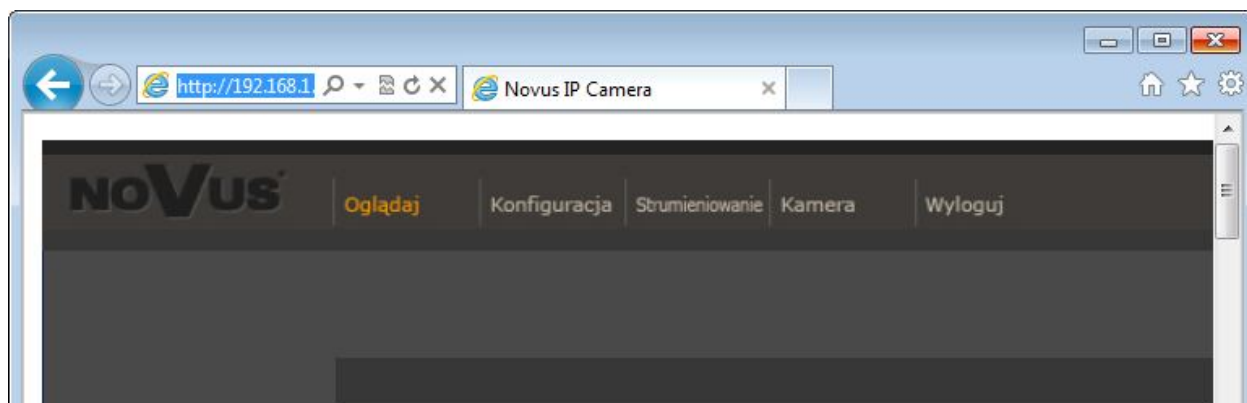 http://192.168.1.
Novus IP Camera
NOVUS
Oglądaj Konfiguracja Strumieniowanie Kamera Wyloguj